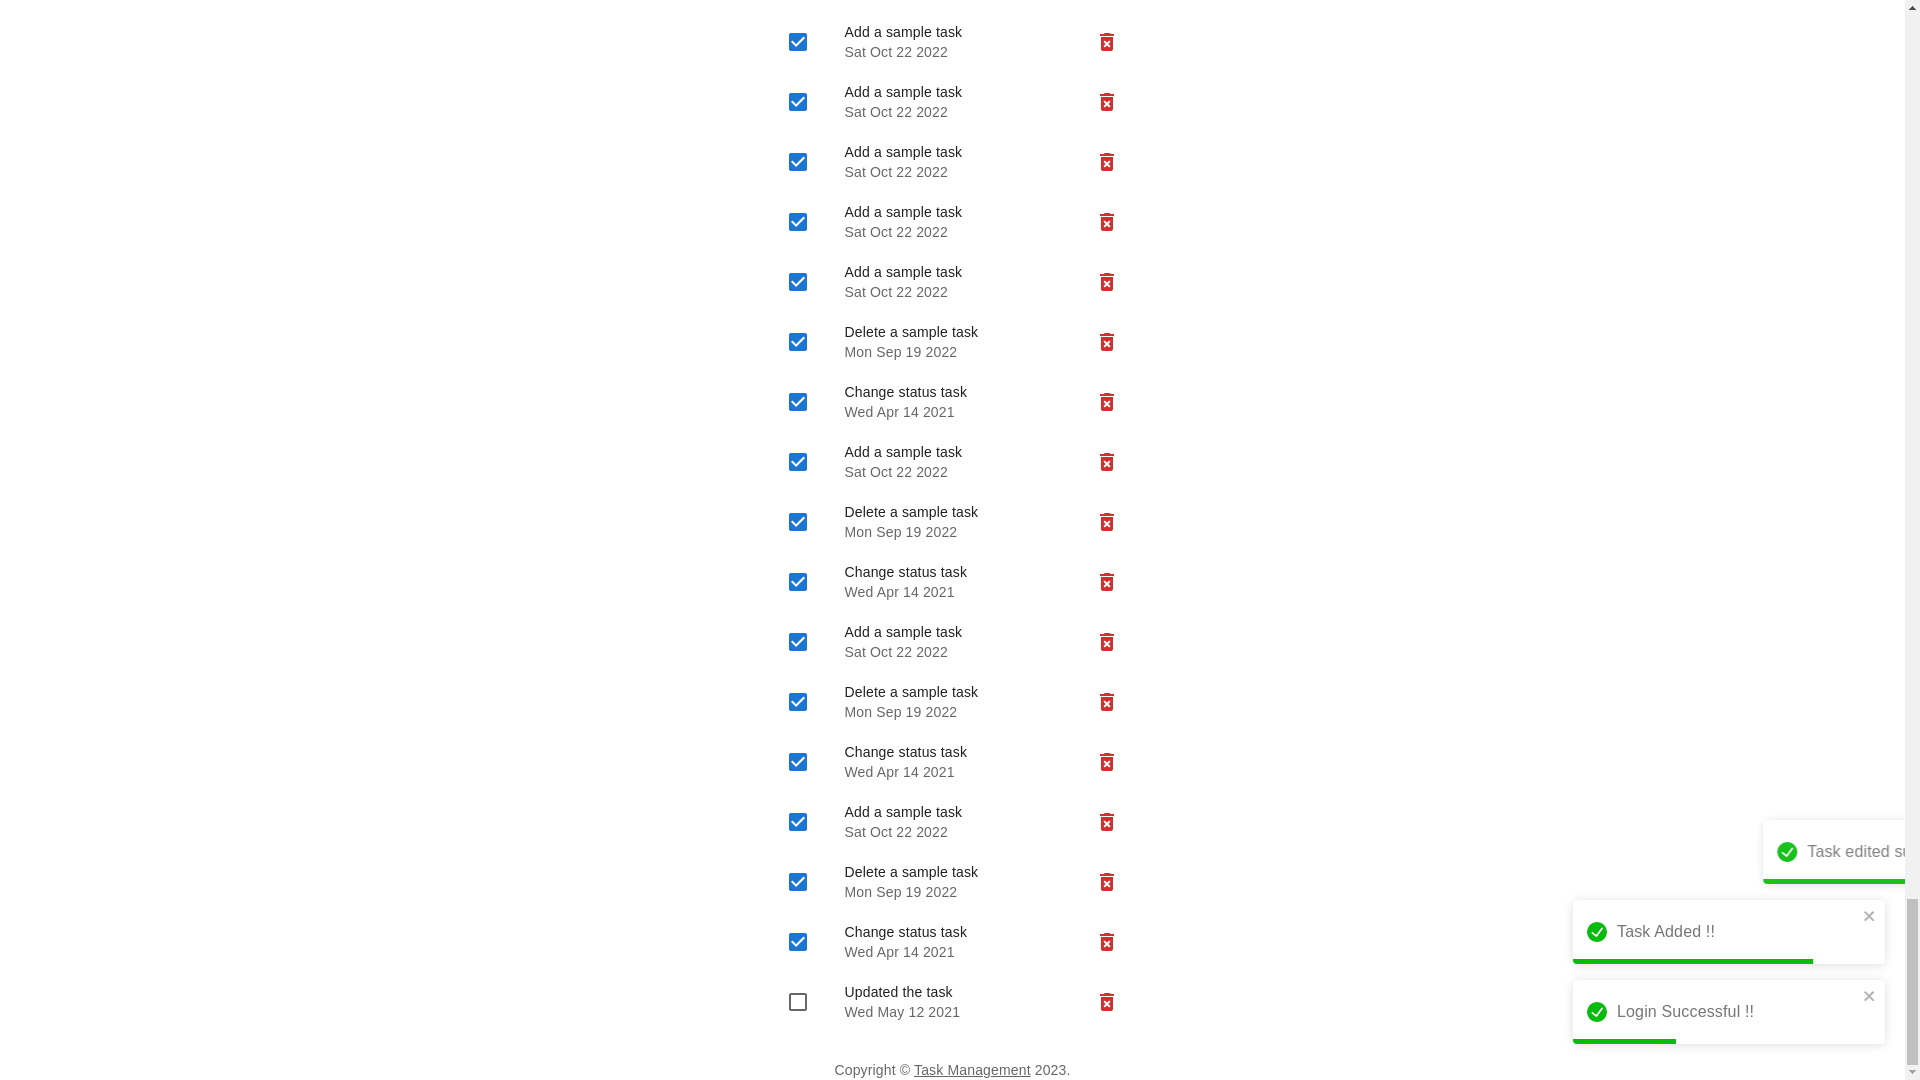 Add a sample task
Sat Oct 22 2022
Add a sample task
Sat Oct 22 2022
Add a sample task
Sat Oct 22 2022
Add a sample task
Sat Oct 22 2022
Add a sample task
Sat Oct 22 2022
Delete a sample task
Mon Sep 19 2022
Change status task
Wed Apr 14 2021
Add a sample task
Sat Oct 22 2022
Delete a sample task
Mon Sep 19 2022
Change status task
Wed Apr 14 2021
Add a sample task
Sat Oct 22 2022
Delete a sample task
Mon Sep 19 2022
Change status task
Wed Apr 14 2021
Add a sample task
Sat Oct 22 2022
Delete a sample task
Mon Sep 19 2022
Change status task
Wed Apr 14 2021
Updated the task
Wed May 12 2021
Copyright © Task Management 2023.
Task edited
Task Added !!
Login Successful !!